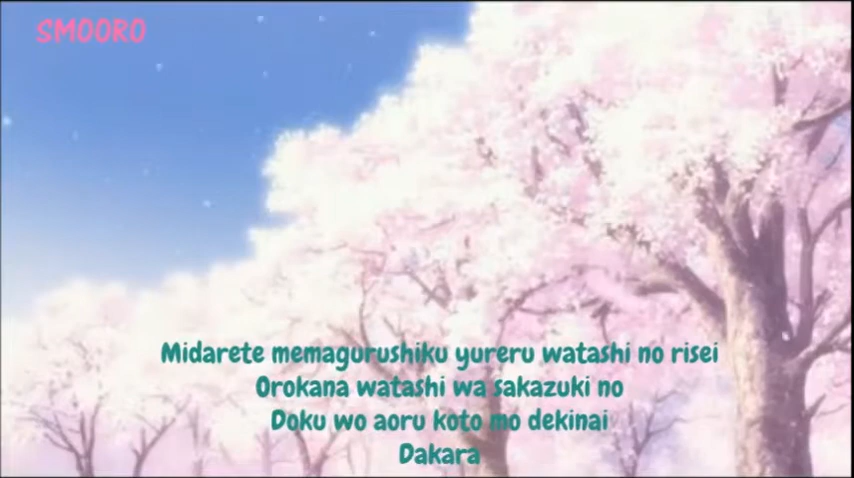 SMOORO
Midarete memagurushiku yureru watashi no risei
Orokana watashi wa sakazuki no
Doku wo aoru koto mo dekinai
Dakara